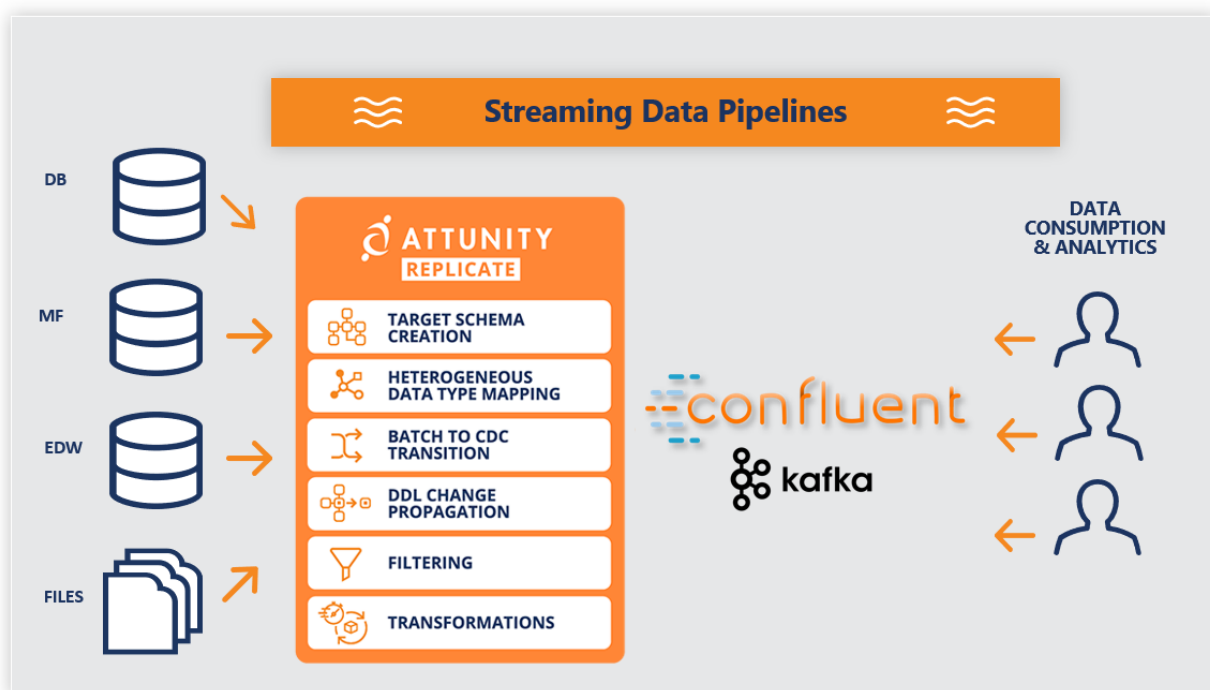 Streaming Data Pipelines
DB
MF
EDW
FILES
ATTUNITY
REPLICATE
TARGET SCHEMA
CREATION
HETEROGENEOUS
DATA TYPE MAPPING
BATCH TO CDC
TRANSITION
DDL CHANGE
PROPAGATION
FILTERING
TRANSFORMATIONS
confluent
kafka
DATA
CONSUMPTION
& ANALYTICS